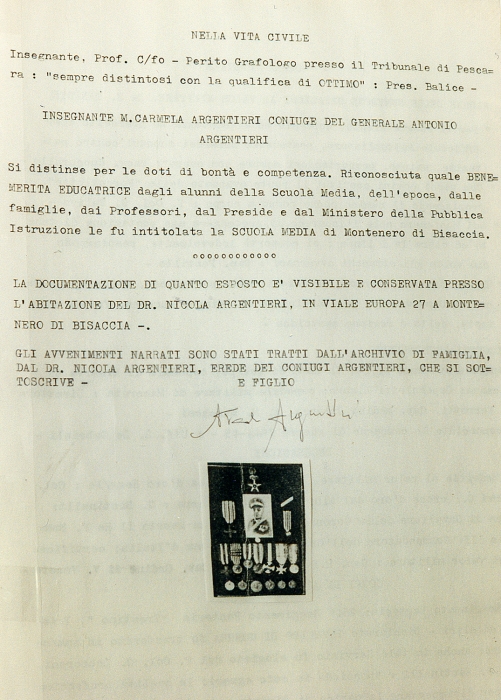 NELLA VITA CIVILE
Insegnante, Prof. C/fo - Perito Grafologo presso il Tribunale di Pesca=
ra : "sempre distintosi con la qualifica di OTTIMO" : Pres. Balice -
INSEGNANTE M.CARMELA ARGENTIERI CONIUGE DEL GENERALE ANTONIO
ARGENTIERI
Si distinse per le doti di bontà e competenza. Riconosciuta quale BENE=
MERITA EDUCATRICE dagli alunni della Scuola Media, dell'epoca, dalle
famiglie, dai Professori, dal Preside e dal Ministero della Pubblica
Istruzione le fu intitolata la SCUOLA MEDIA di Montenero di Bisaccia.
oooooooooooo
LA DOCUMENTAZIONE DI QUANTO ESPOSTO E' VISIBILE E CONSERVATA PRESSO
L'ABITAZIONE DEL DR. NICOLA ARGENTIERI, IN VIALE EUROPA 27 A MONTE=
NERO DI BISACCIA -.
GLI AVVENIMENTI NARRATI SONO STATI TRATTI DALL'ARCHIVIO DI FAMIGLIA,
DAL DR. NICOLA ARGENTIERI, EREDE DEI CONIUGI ARGENTIERI, CHE SI SOT=
TOSCRIVE - E FIGLIO